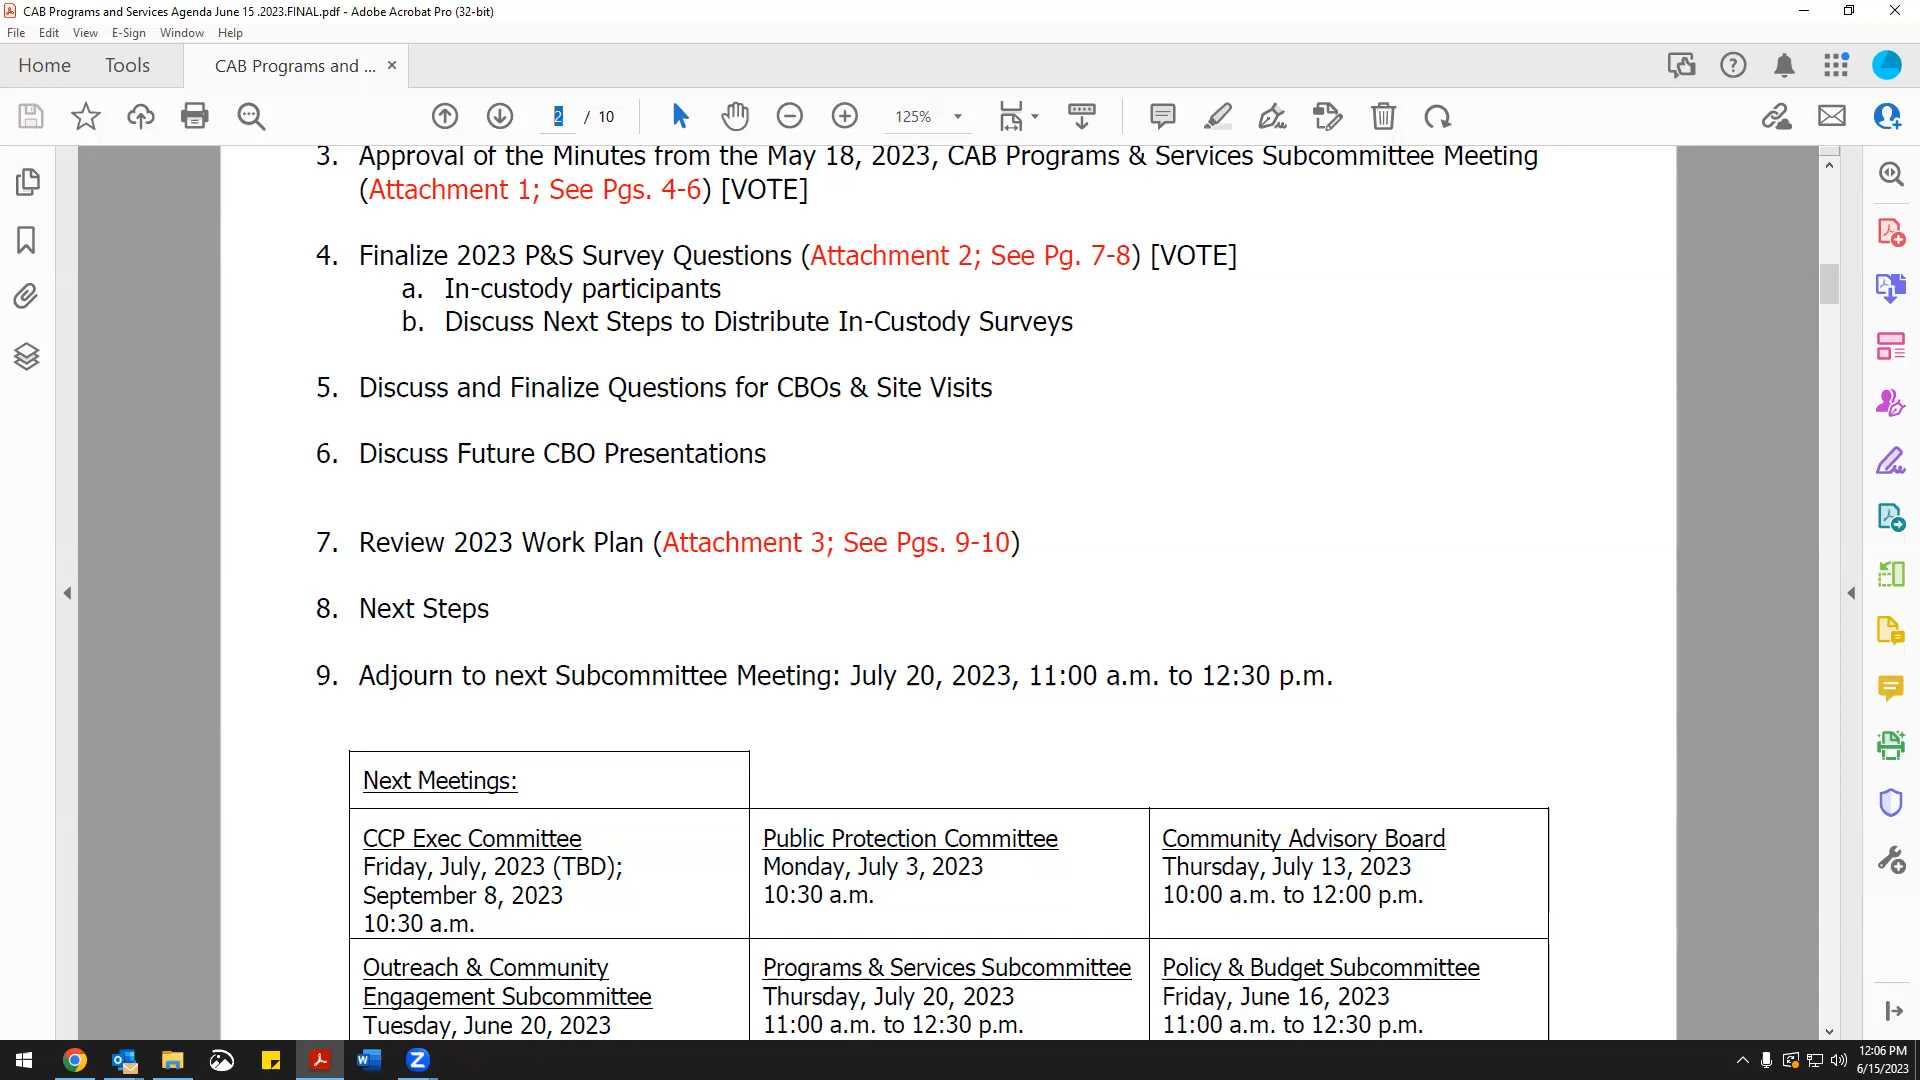 CAB Programs and Services Agenda June 15 .2023.FINAL.pdf - Adobe Acrobat Pro (32-bit)
File Edit View E-Sign Window Help
Home Tools CAB Programs and ... ×
2 / 10 125%
3. Approval of the Minutes from the May 18, 2023, CAB Programs & Services Subcommittee Meeting
(Attachment 1; See Pgs. 4-6) [VOTE]
4. Finalize 2023 P&S Survey Questions (Attachment 2; See Pg. 7-8) [VOTE]
a. In-custody participants
b. Discuss Next Steps to Distribute In-Custody Surveys
5. Discuss and Finalize Questions for CBOs & Site Visits
6. Discuss Future CBO Presentations
7. Review 2023 Work Plan (Attachment 3; See Pgs. 9-10)
8. Next Steps
9. Adjourn to next Subcommittee Meeting: July 20, 2023, 11:00 a.m. to 12:30 p.m.
Next Meetings:
CCP Exec Committee
Friday, July, 2023 (TBD);
September 8, 2023
10:30 a.m.
Public Protection Committee
Monday, July 3, 2023
10:30 a.m.
Community Advisory Board
Thursday, July 13, 2023
10:00 a.m. to 12:00 p.m.
Outreach & Community
Engagement Subcommittee
Tuesday, June 20, 2023
Programs & Services Subcommittee
Thursday, July 20, 2023
11:00 a.m. to 12:30 p.m.
Policy & Budget Subcommittee
Friday, June 16, 2023
11:00 a.m. to 12:30 p.m.
12:06 PM
6/15/2023